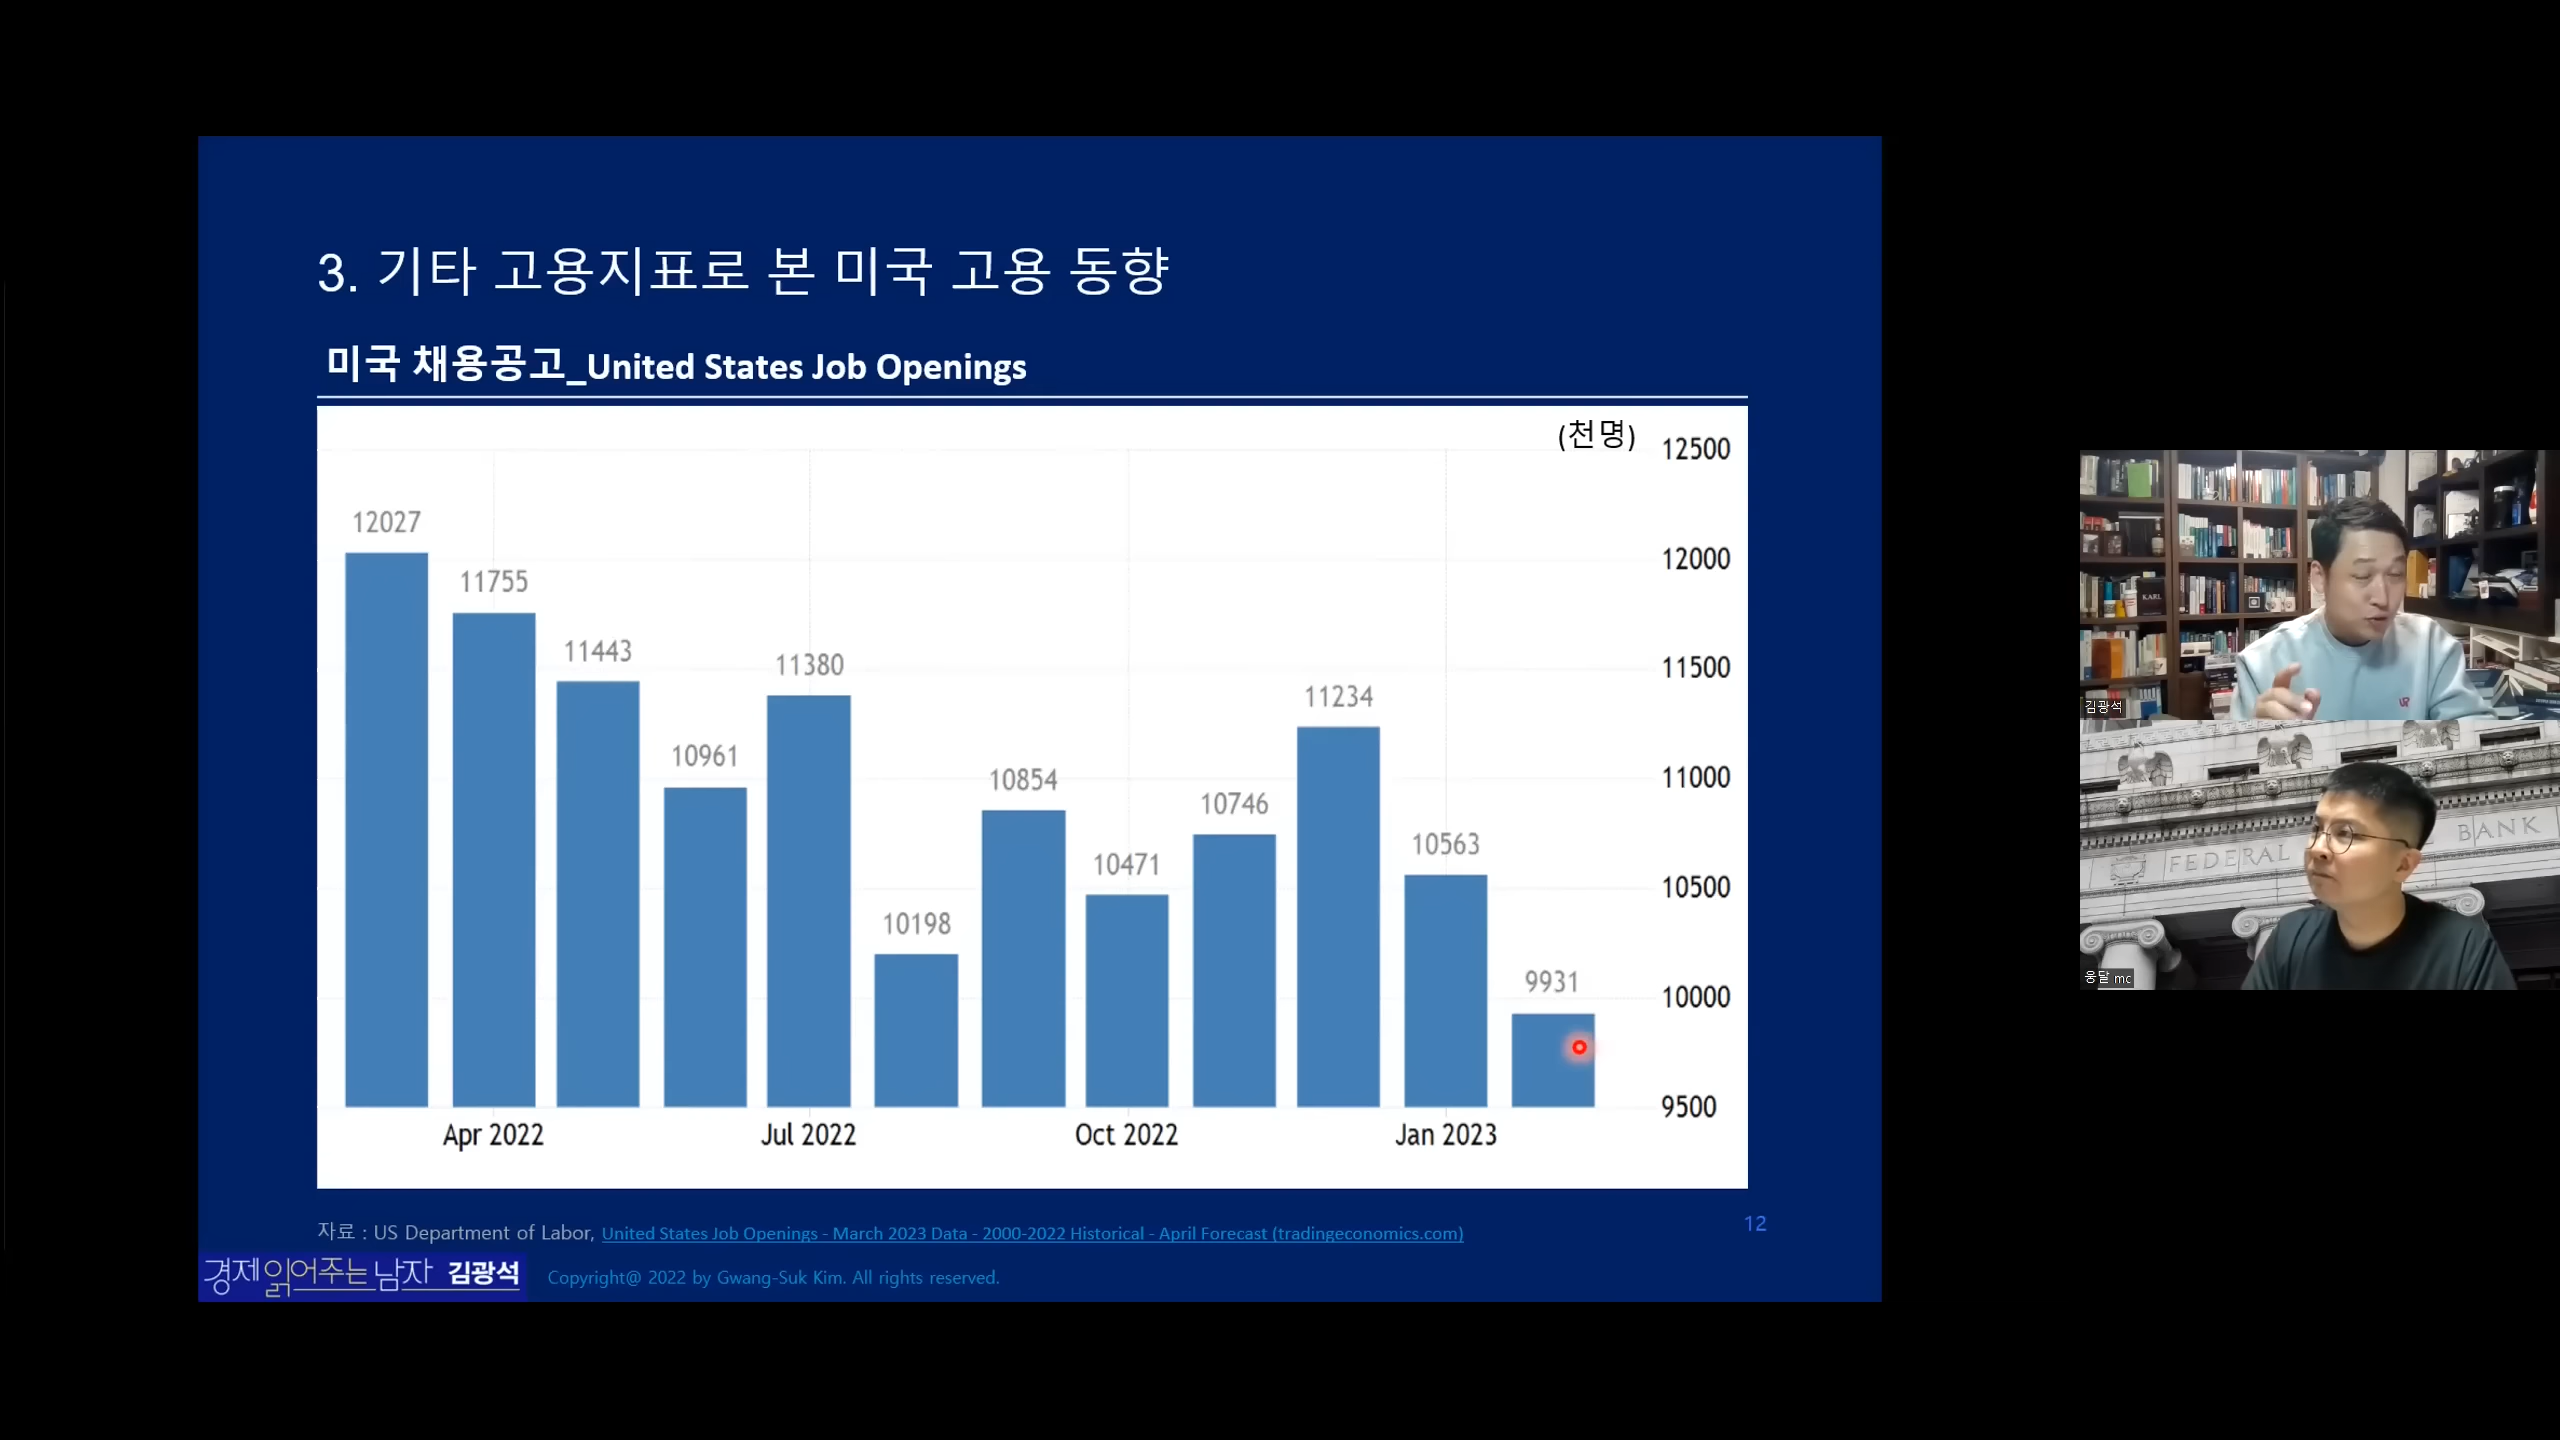 3. 기타 고용지표로 본 미국 고용 동향
미국 채용공고_United States Job Openings
(천명)
12500
12000
11500
11000
10500
10000
9500
12027
11755
11443
10961
11380
10198
10854
10471
10746
11234
10563
9931
Apr 2022
Jul 2022
Oct 2022
Jan 2023
자료 : US Department of Labor, United States Job Openings - March 2023 Data - 2000-2022 Historical - April Forecast (tradingeconomics.com)
12
경제 읽어주는 남자 김광석
Copyright@ 2022 by Gwang-Suk Kim. All rights reserved.
KARL
김광석
FEDERAL BANK
웅달 mc